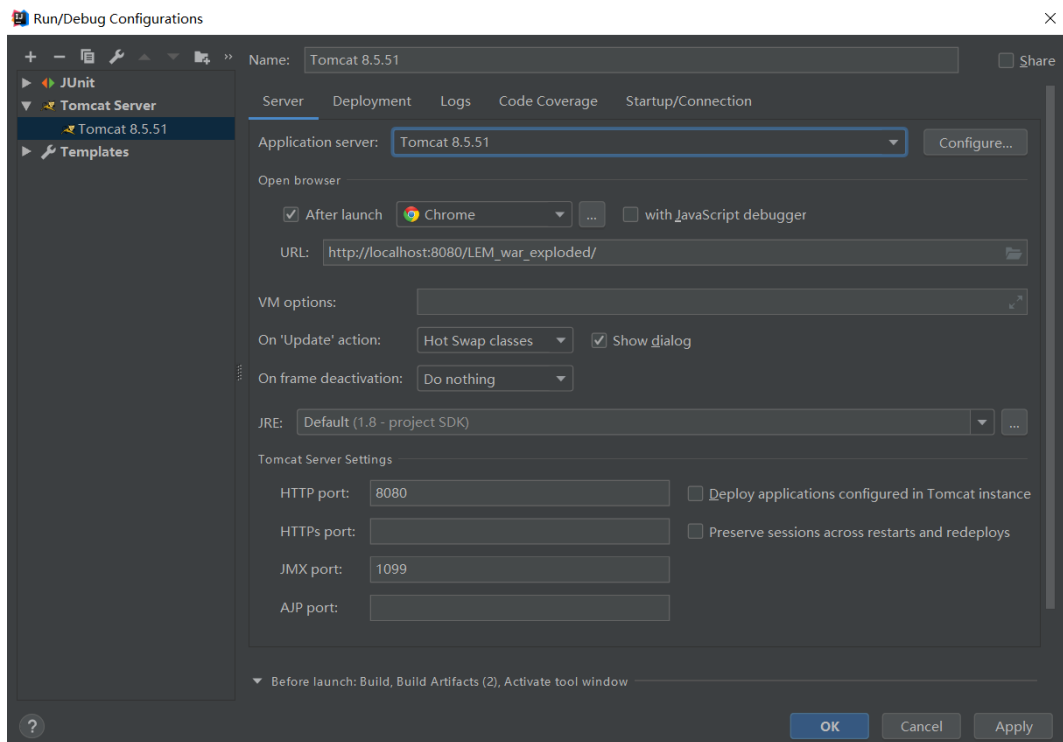 Run/Debug Configurations
Name: Tomcat 8.5.51 Share
JUnit
Tomcat Server
Tomcat 8.5.51
Templates
Server Deployment Logs Code Coverage Startup/Connection
Application server: Tomcat 8.5.51 Configure...
Open browser
After launch Chrome ... with JavaScript debugger
URL: http://localhost:8080/LEM_war_exploded/
VM options:
On 'Update' action: Hot Swap classes Show dialog
On frame deactivation: Do nothing
JRE: Default (1.8 - project SDK) ...
Tomcat Server Settings
HTTP port: 8080 Deploy applications configured in Tomcat instance
HTTPs port: Preserve sessions across restarts and redeploys
JMX port: 1099
AJP port:
Before launch: Build, Build Artifacts (2), Activate tool window
? OK Cancel Apply